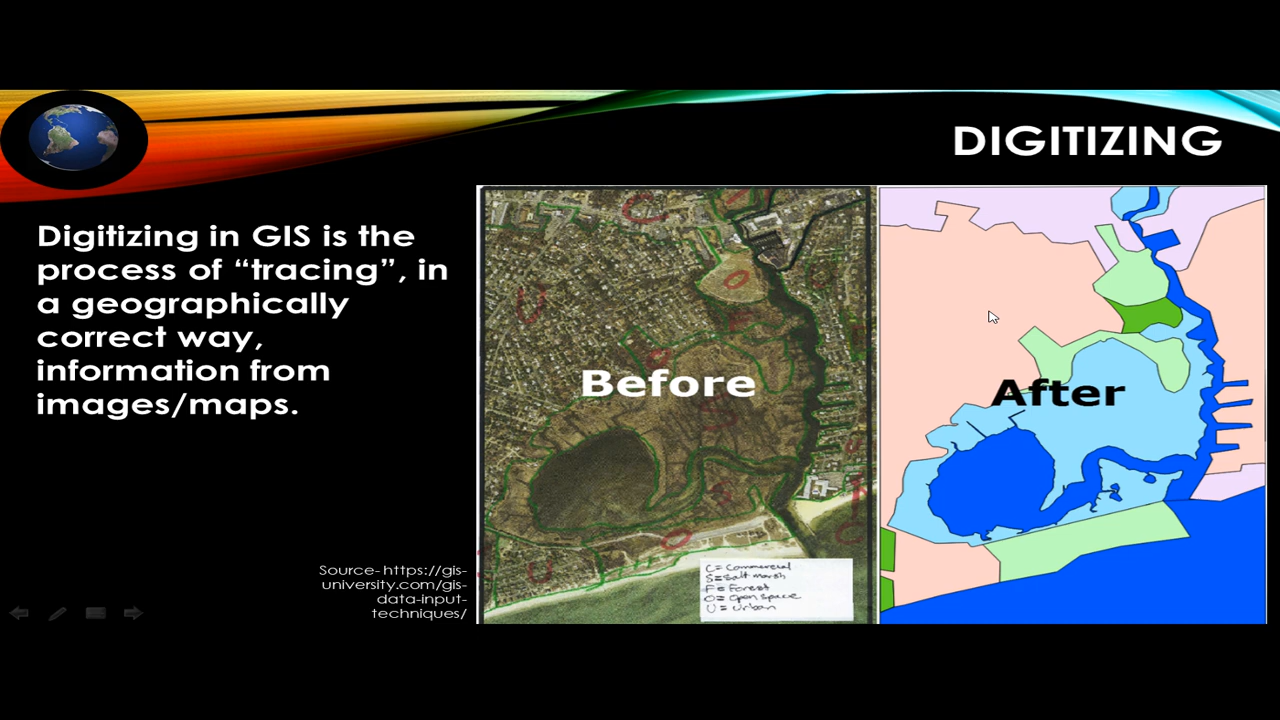 DIGITIZING
Digitizing in GIS is the
process of “tracing”, in
a geographically
correct way,
information from
images/maps.
Source- https://gis-
university.com/gis-
data-input-
techniques/
Before
C = Commercial
S = Salt marsh
F = Forest
O = Open space
U = Urban
After